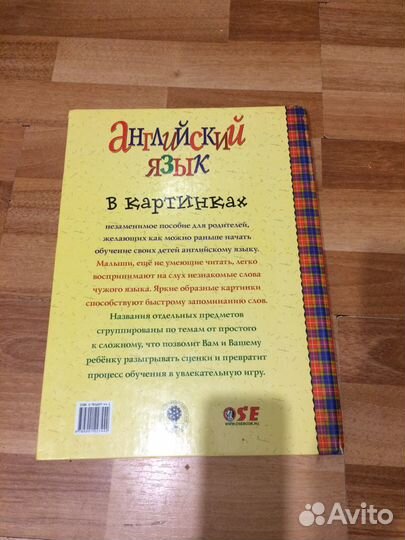 английский
язык
в картинках
незаменимое пособие для родителей,
желающих как можно раньше начать
обучение своих детей английскому языку.
Малыши, ещё не умеющие читать, легко
воспринимают на слух незнакомые слова
чужого языка. Яркие образные картинки
способствуют быстрому запоминанию слов.
Названия отдельных предметов
сгруппированы по темам от простого
к сложному, что позволит Вам и Вашему
ребёнку разыгрывать сценки и превратит
процесс обучения в увлекательную игру.
OSE
Avito